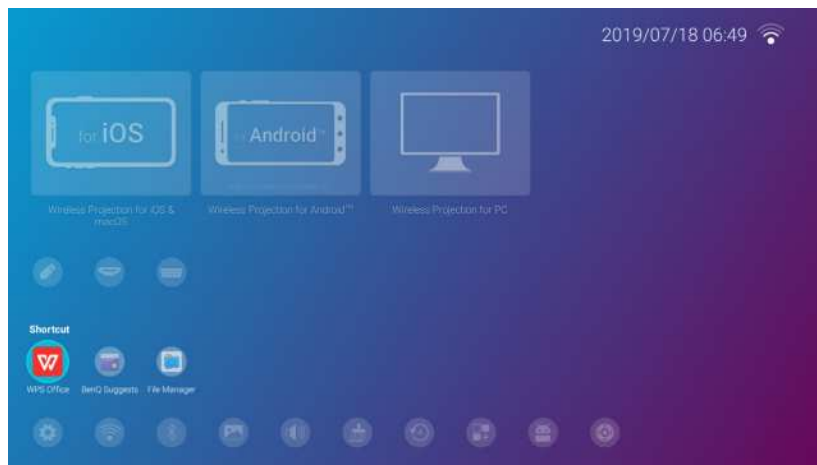 2019/07/18 06:49
for iOS
Android™
Wireless Projection for iOS &
macOS
Wireless Projection for Android™
Wireless Projection for PC
Shortcut
WPS Office
BenQ Suggests
File Manager